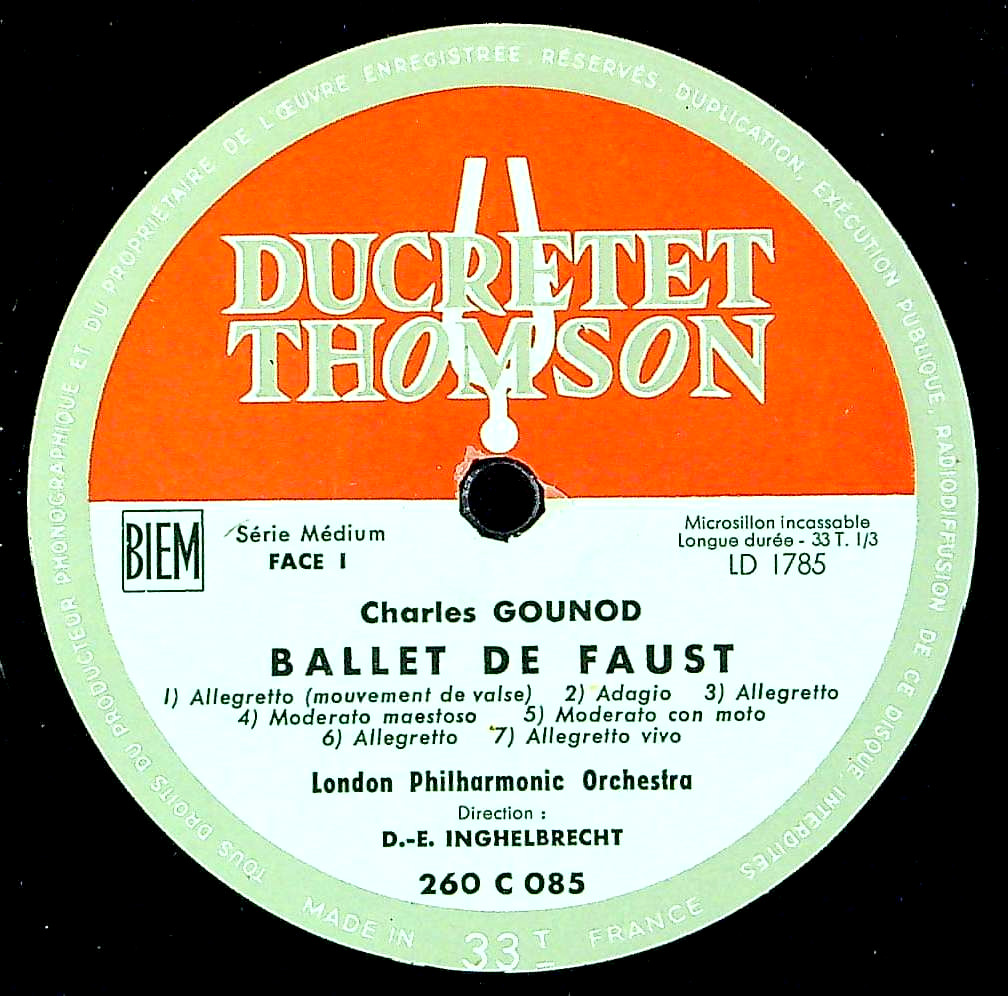 TOUS DROITS DU PRODUCTEUR PHONOGRAPHIQUE ET DU PROPRIÉTAIRE DE L'ŒUVRE ENREGISTRÉE RÉSERVÉS. DUPLICATION, EXÉCUTION PUBLIQUE, RADIODIFFUSION DE CE DISQUE INTERDITES
DUCRETET
THOMSON
BIEM
Série Médium
FACE I
Microsillon incassable
Longue durée - 33 T. 1/3
LD 1785
Charles GOUNOD
BALLET DE FAUST
1) Allegretto (mouvement de valse) 2) Adagio 3) Allegretto
4) Moderato maestoso 5) Moderato con moto
6) Allegretto 7) Allegretto vivo
London Philharmonic Orchestra
Direction :
D.-E. INGHELBRECHT
260 C 085
MADE IN 33 T FRANCE